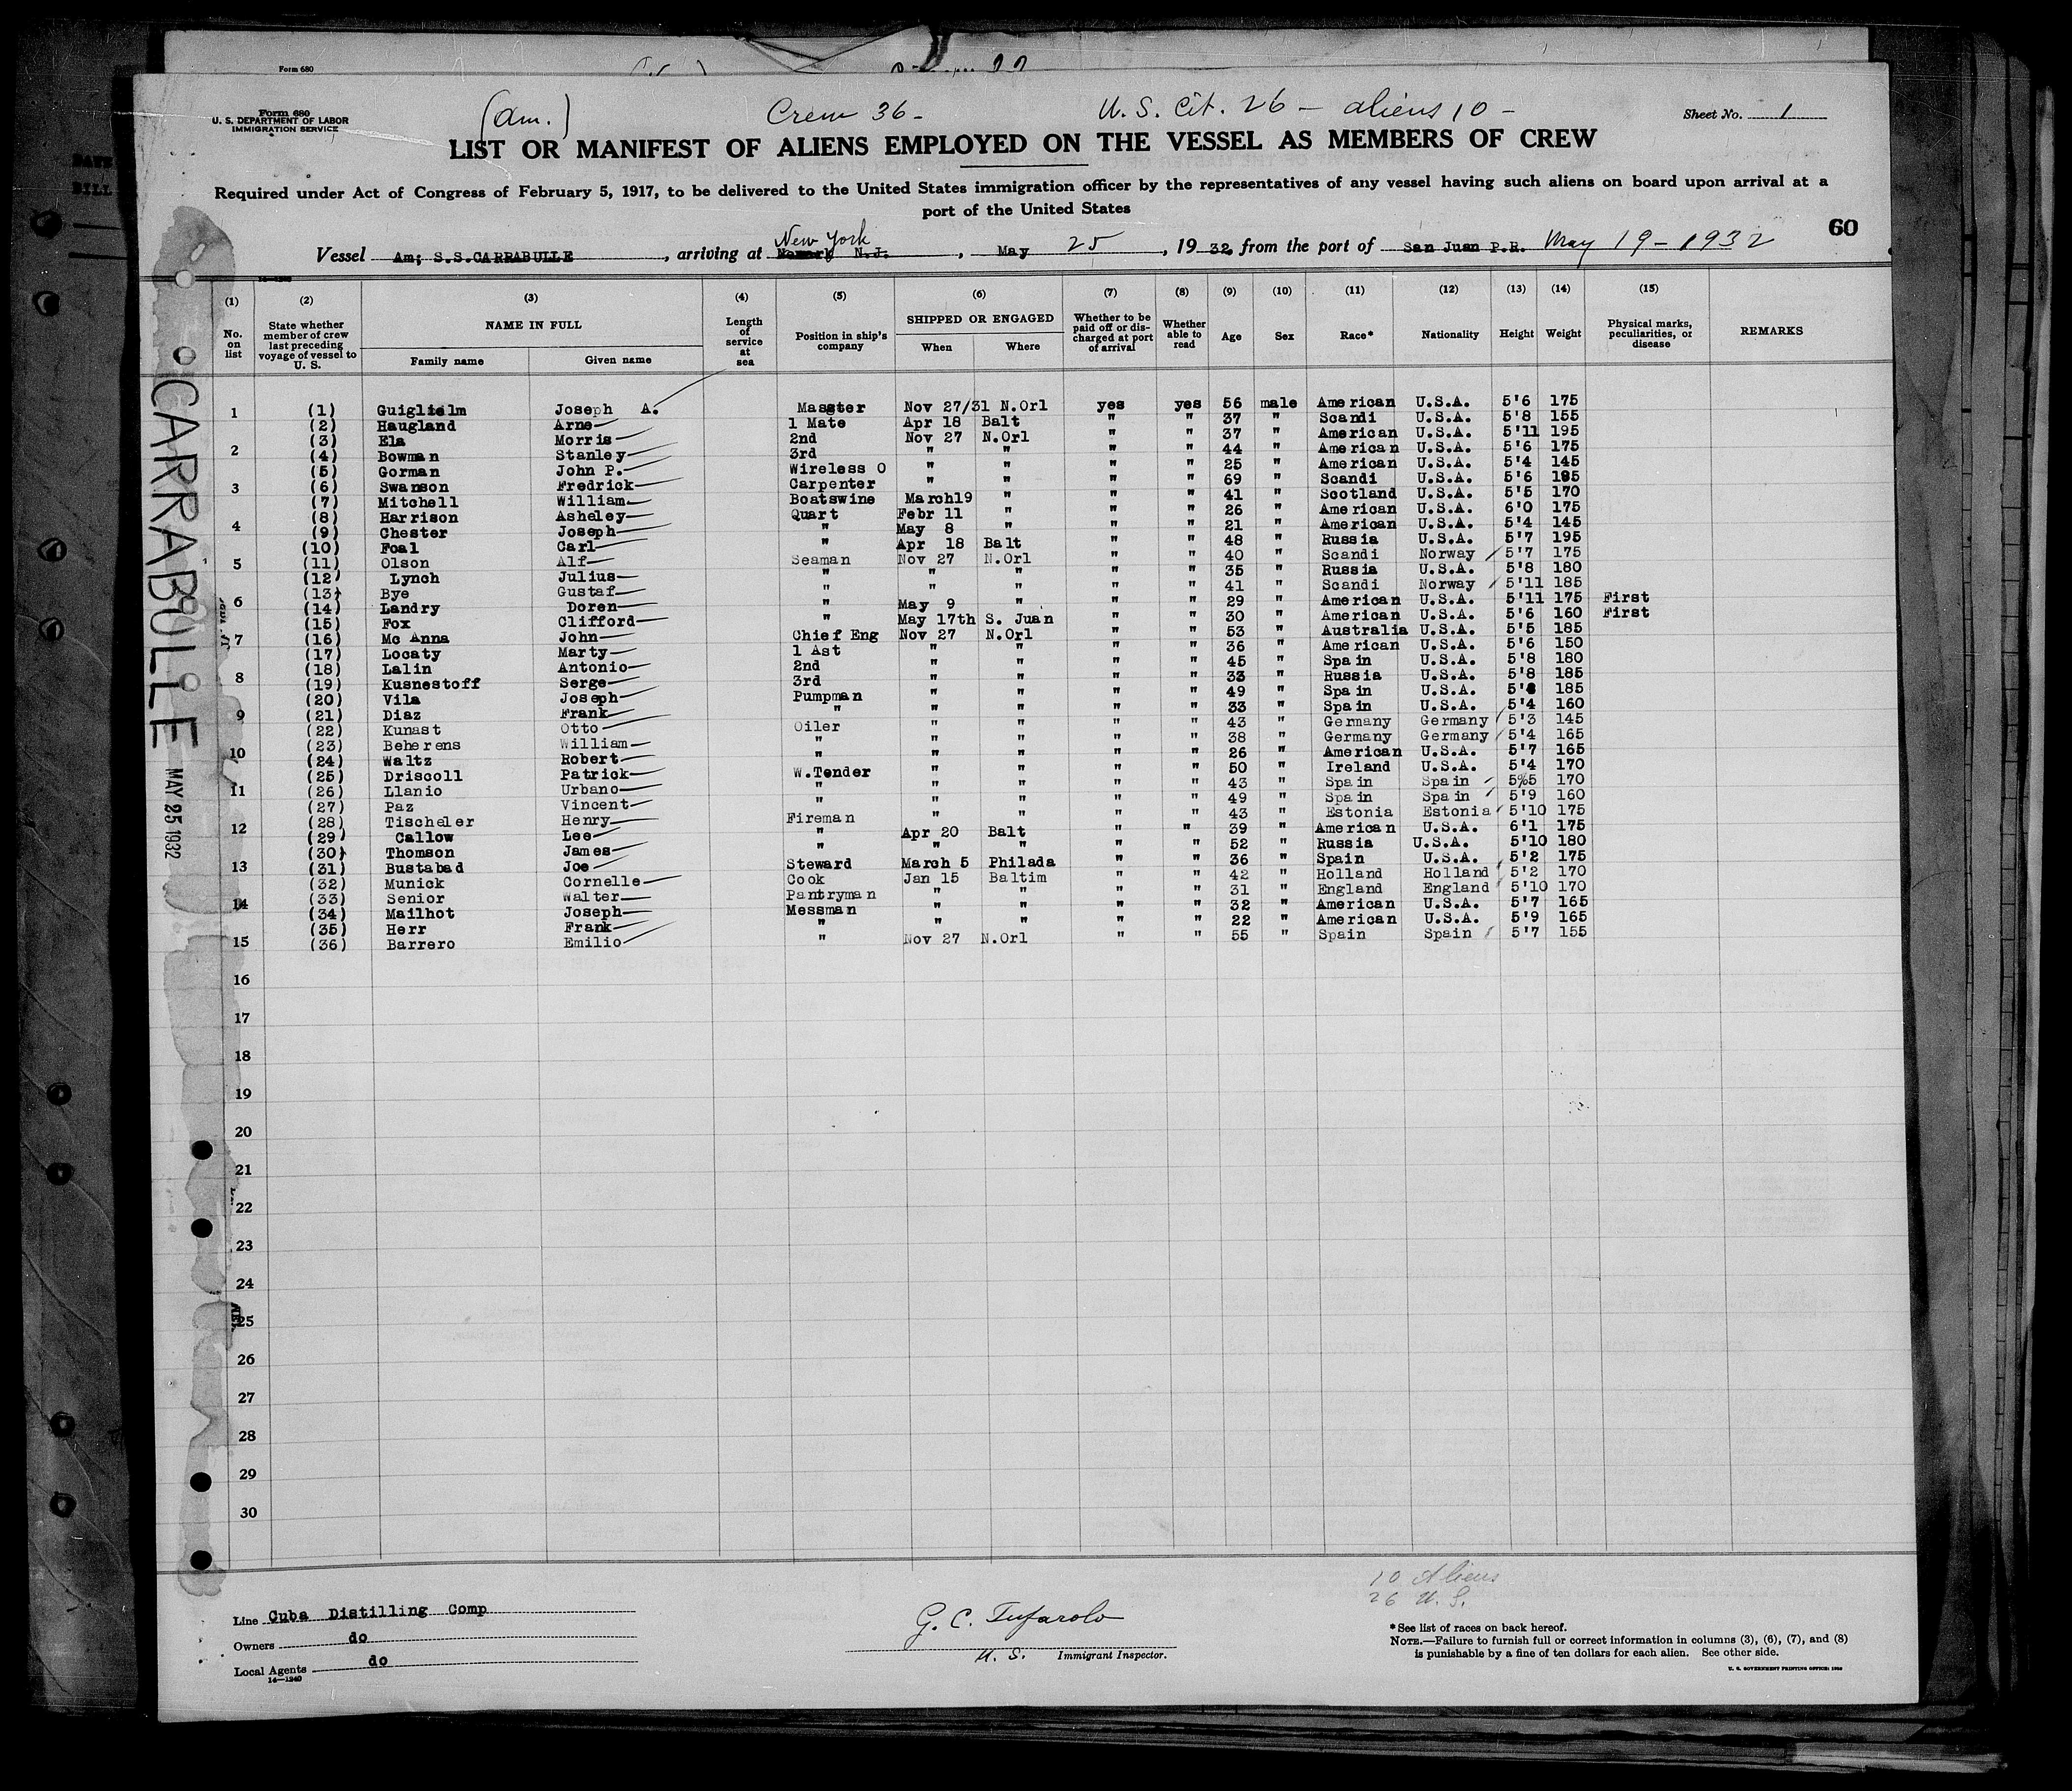 Form 680
Form 680
U. S. DEPARTMENT OF LABOR
IMMIGRATION SERVICE
(Am.) Crew 36- U. S. Cit. 26 - aliens 10 -
Sheet No. 1
LIST OR MANIFEST OF ALIENS EMPLOYED ON THE VESSEL AS MEMBERS OF CREW
Required under Act of Congress of February 5, 1917, to be delivered to the United States immigration officer by the representatives of any vessel having such aliens on board upon arrival at a
port of the United States
60
New York
Vessel Am; S.S.CARRABULLE, arriving at Newark N.J., May 25, 1932, from the port of San Juan P.R. May 19-1932
(1) (2) (3) (4) (5) (6) (7) (8) (9) (10) (11) (12) (13) (14) (15)
No. on list
State whether member of crew last preceding voyage of vessel to U. S.
NAME IN FULL
Family name Given name
Length of service at sea
Position in ship's company
SHIPPED OR ENGAGED
When Where
Whether to be paid off or discharged at port of arrival
Whether able to read
Age Sex Race* Nationality Height Weight
Physical marks, peculiarities, or disease
REMARKS
(1) Guiglielm Joseph A. Masster Nov 27/31 N.Orl yes yes 56 male American U.S.A. 5'6 175
(2) Haugland Arne 1 Mate Apr 18 Balt " " 37 " Scandi U.S.A. 5'8 155
(3) Ela Morris 2nd Nov 27 N.Orl " " 37 " American U.S.A. 5'11 195
(4) Bowman Stanley 3rd " " " " 44 " American U.S.A. 5'6 175
(5) Gorman John P. Wireless O " " " " 25 " American U.S.A. 5'4 145
(6) Swanson Fredrick Carpenter " " " " 69 " Scandi U.S.A. 5'6 185
(7) Mitchell William Boatswine March19 " " " 41 " Scotland U.S.A. 5'5 170
(8) Harrison Asheley Quart Febr 11 " " " 26 " American U.S.A. 6'0 175
(9) Chester Joseph " May 8 " " " 21 " American U.S.A. 5'4 145
(10) Foal Carl " Apr 18 Balt " " 48 " Russia U.S.A. 5'7 195
(11) Olson Alf Seaman Nov 27 N.Orl " " 40 " Scandi Norway 5'7 175
(12) Lynch Julius " " " " " 35 " Russia U.S.A. 5'8 180
(13) Bye Gustaf " " " " " 41 " Scandi Norway 5'11 185
(14) Landry Doren " May 9 " " " 29 " American U.S.A. 5'11 175 First
(15) Fox Clifford " May 17th S. Juan " " 30 " American U.S.A. 5'6 160 First
(16) Mc Anna John Chief Eng Nov 27 N.Orl " " 53 " Australia U.S.A. 5'5 185
(17) Locaty Marty 1 Ast " " " " 36 " American U.S.A. 5'6 150
(18) Lalin Antonio 2nd " " " " 45 " Spain U.S.A. 5'8 180
(19) Kusnestoff Serge 3rd " " " " 33 " Russia U.S.A. 5'8 185
(20) Vila Joseph Pumpman " " " " 49 " Spain U.S.A. 5'8 185
(21) Diaz Frank " " " " " 33 " Spain U.S.A. 5'4 160
(22) Kunast Otto Oiler " " " " 43 " Germany Germany 5'3 145
(23) Beherens William " " " " " 38 " Germany Germany 5'4 165
(24) Waltz Robert " " " " " 26 " American U.S.A. 5'7 165
(25) Driscoll Patrick W.Tender " " " " 50 " Ireland U.S.A. 5'4 170
(26) Llanio Urbano " " " " " 43 " Spain Spain 5%5 170
(27) Paz Vincent " " " " " 49 " Spain Spain 5'9 160
(28) Tischeler Henry Fireman " " " " 43 " Estonia Estonia 5'10 175
(29) Callow Lee " Apr 20 Balt " " 39 " American U.S.A. 6'1 175
(30) Thomson James " " " " " 52 " Russia U.S.A. 5'10 180
(31) Bustabad Joe Steward March 5 Philada " " 36 " Spain U.S.A. 5'2 175
(32) Munick Cornelle Cook Jan 15 Baltim " " 42 " Holland Holland 5'2 170
(33) Senior Walter Pantryman " " " " 31 " England England 5'10 170
(34) Mailhot Joseph Messman " " " " 32 " American U.S.A. 5'7 165
(35) Herr Frank " " " " " 22 " American U.S.A. 5'9 165
(36) Barrero Emilio " Nov 27 N.Orl " " 55 " Spain Spain 5'7 155
1
2
3
4
5
6
7
8
9
10
11
12
13
14
15
16
17
18
19
20
21
22
23
24
25
26
27
28
29
30
CARRABULLE MAY 25 1932
10 Aliens
26 U. S.
Line Cuba Distilling Comp
Owners do
Local Agents do
14—1240
G. C. Tufarolo
U. S. Immigrant Inspector.
*See list of races on back hereof.
NOTE.—Failure to furnish full or correct information in columns (3), (6), (7), and (8)
is punishable by a fine of ten dollars for each alien. See other side.